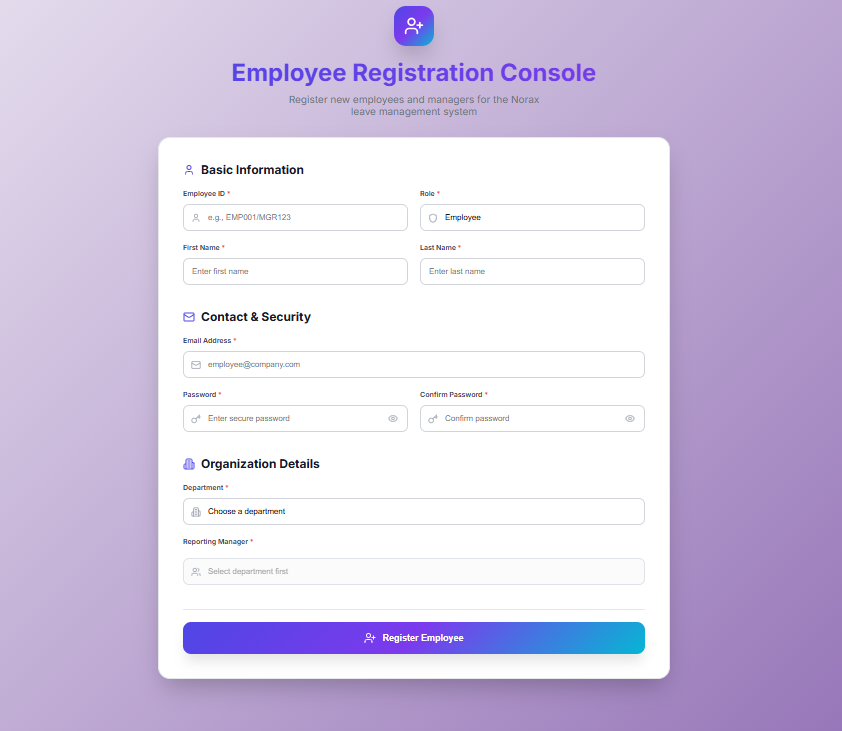 Employee Registration Console
Register new employees and managers for the Norax
leave management system
Basic Information
Employee ID *
Role *
e.g., EMP001/MGR123
Employee
First Name *
Last Name *
Enter first name
Enter last name
Contact & Security
Email Address *
employee@company.com
Password *
Confirm Password *
Enter secure password
Confirm password
Organization Details
Department *
Choose a department
Reporting Manager *
Select department first
Register Employee